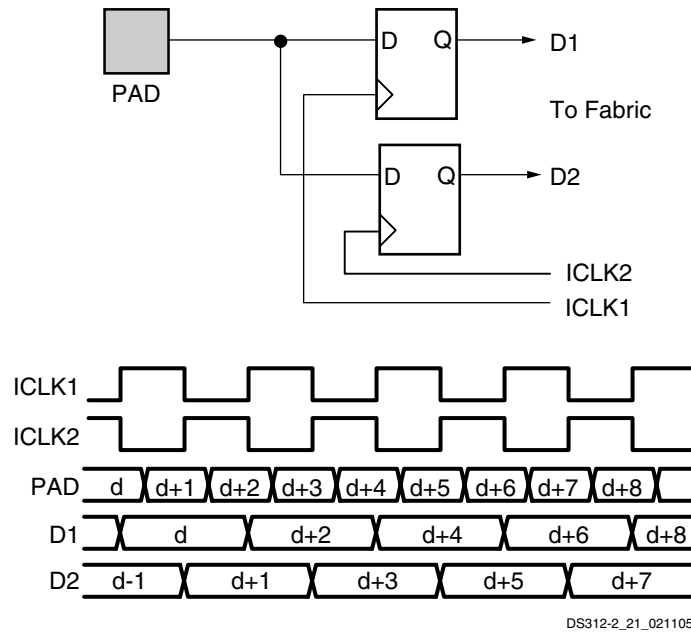 D Q D1
PAD
To Fabric
D Q D2
ICLK2
ICLK1
ICLK1
ICLK2
PAD d d+1 d+2 d+3 d+4 d+5 d+6 d+7 d+8
D1 d d+2 d+4 d+6 d+8
D2 d-1 d+1 d+3 d+5 d+7
DS312-2_21_021105